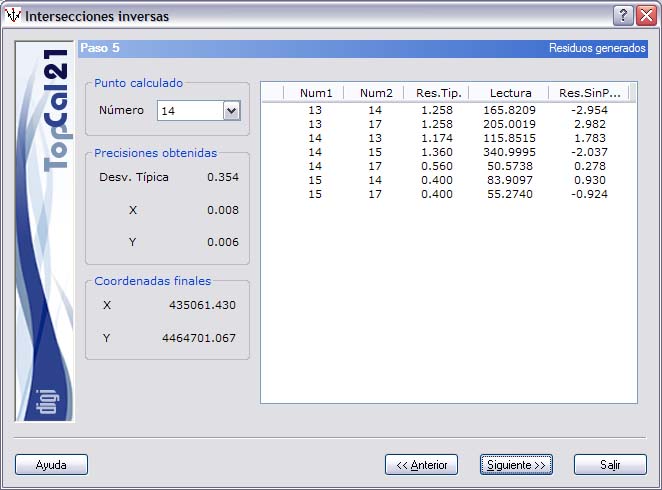 Intersecciones inversas
Paso 5 Residuos generados
TopCal21
digi
Punto calculado
Número 14
Precisiones obtenidas
Desv. Típica 0.354
X 0.008
Y 0.006
Coordenadas finales
X 435061.430
Y 4464701.067
Num1 Num2 Res.Tip. Lectura Res.SinP...
13 14 1.258 165.8209 -2.954
13 17 1.258 205.0019 2.982
14 13 1.174 115.8515 1.783
14 15 1.360 340.9995 -2.037
14 17 0.560 50.5738 0.278
15 14 0.400 83.9097 0.930
15 17 0.400 55.2740 -0.924
Ayuda
<< Anterior
Siguiente >>
Salir